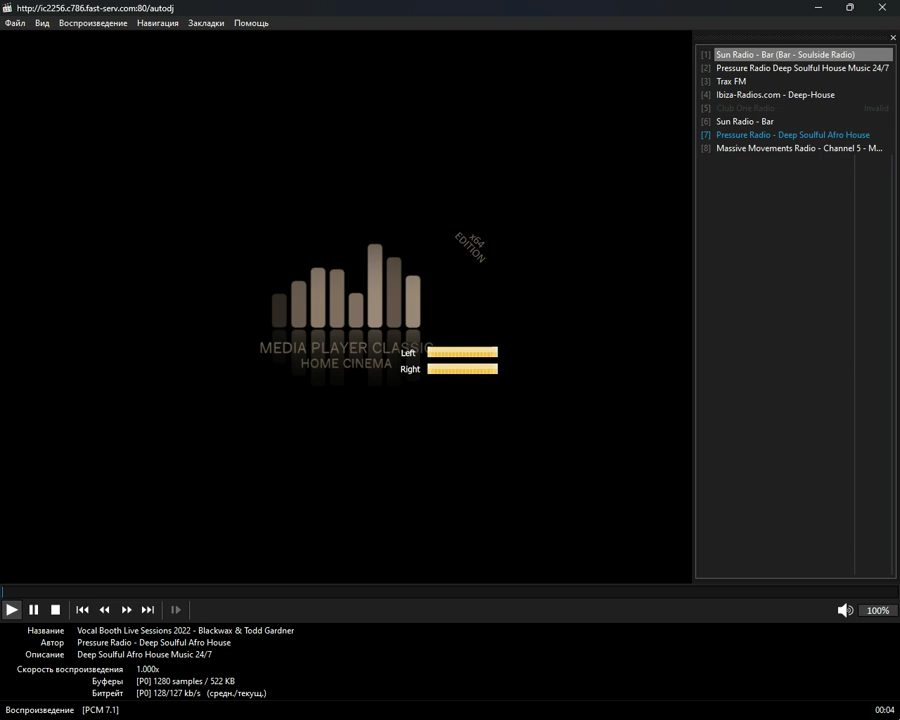 http://ic2256.c786.fast-serv.com:80/autodj
Файл Вид Воспроизведение Навигация Закладки Помощь
[1] Sun Radio - Bar (Bar - Soulside Radio)
[2] Pressure Radio Deep Soulful House Music 24/7
[3] Trax FM
[4] Ibiza-Radios.com - Deep-House
[5] Club One Radio Invalid
[6] Sun Radio - Bar
[7] Pressure Radio - Deep Soulful Afro House
[8] Massive Movements Radio - Channel 5 - M...
x64
EDITION
MEDIA PLAYER CLASSIC
HOME CINEMA
Left
Right
100%
Название Vocal Booth Live Sessions 2022 - Blackwax & Todd Gardner
Автор Pressure Radio - Deep Soulful Afro House
Описание Deep Soulful Afro House Music 24/7
Скорость воспроизведения 1.000x
Буферы [P0] 1280 samples / 522 KB
Битрейт [P0] 128/127 kb/s (средн./текущ.)
Воспроизведение [PCM 7.1] 00:04